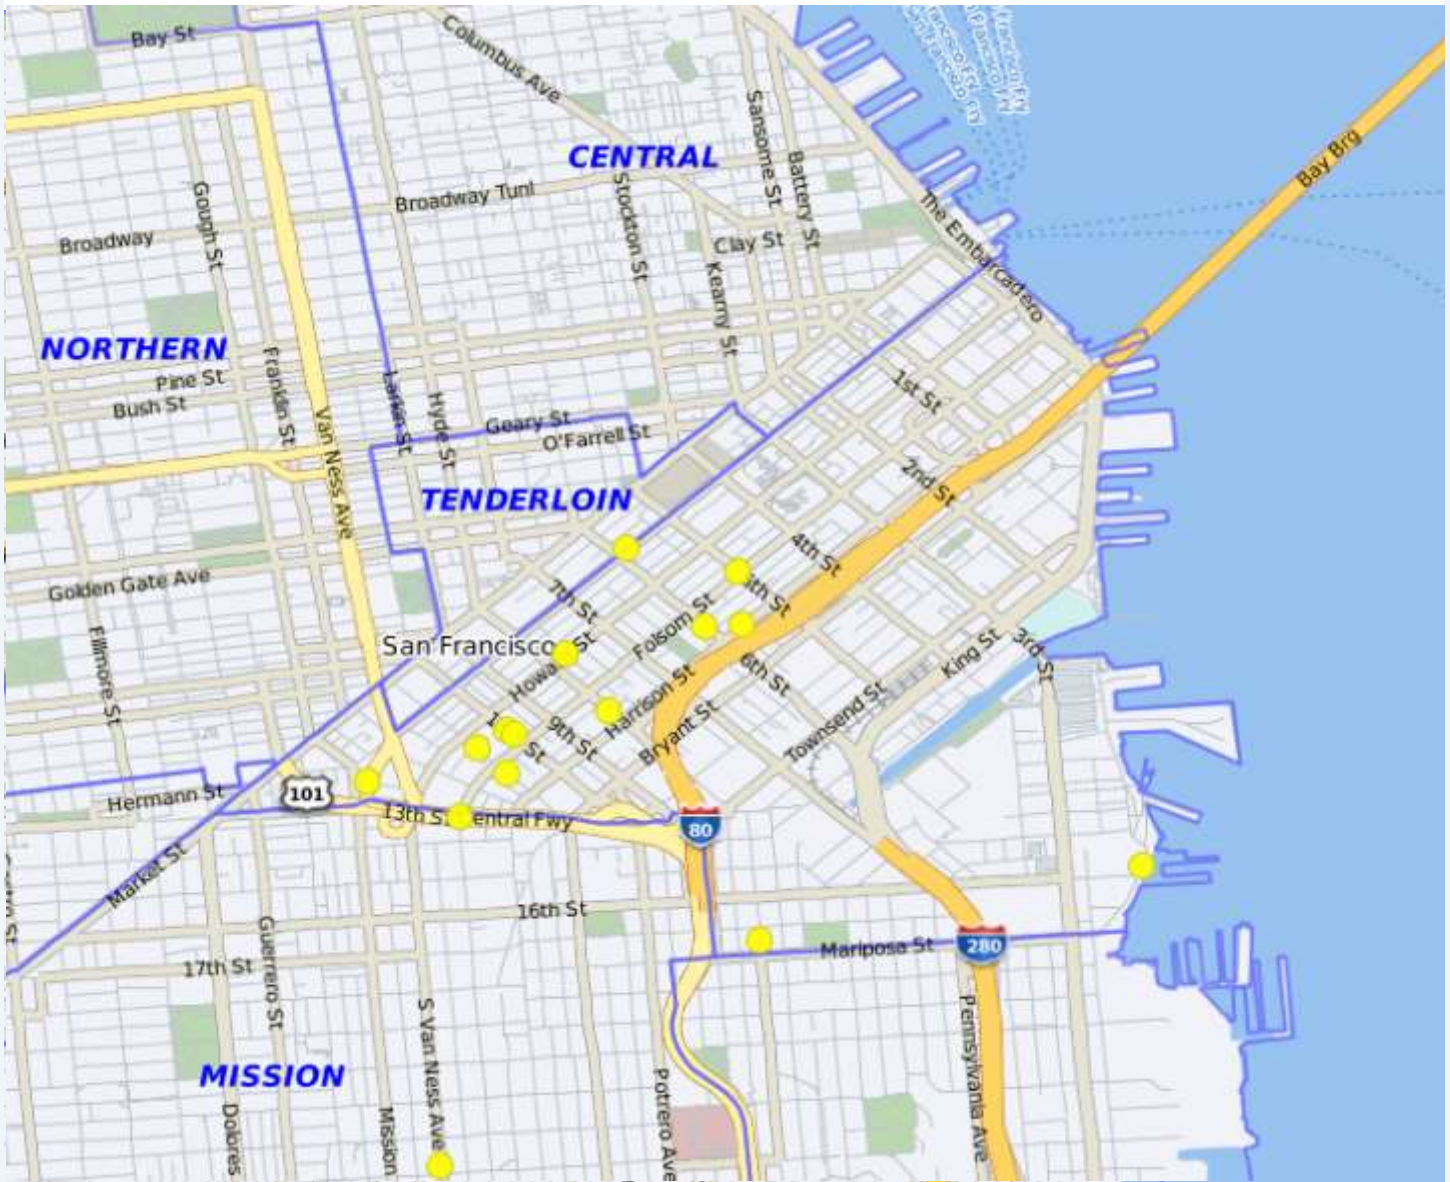 Bay St
Columbus Ave
Sansome St
Battery St
CENTRAL
Bay Brg
Gough St
Broadway Tunl
Stockton St
The Embarcadero
Broadway
Clay St
Kearny St
NORTHERN
Pine St
Bush St
Franklin St
Van Ness Ave
Larkin St
Hyde St
Geary St
O'Farrell St
1st St
2nd St
TENDERLOIN
4th St
Golden Gate Ave
7th St
Folsom St
6th St
King St
3rd St
Fillmore St
San Francisco
Harrison St
Bryant St
Townsend St
9th St
Hermann St
101
13th St
Central Fwy
80
Market St
16th St
Mariposa St
280
17th St
Guerrero St
S Van Ness Ave
Pennsylvania Ave
MISSION
Dolores
Mission
Potrero Ave